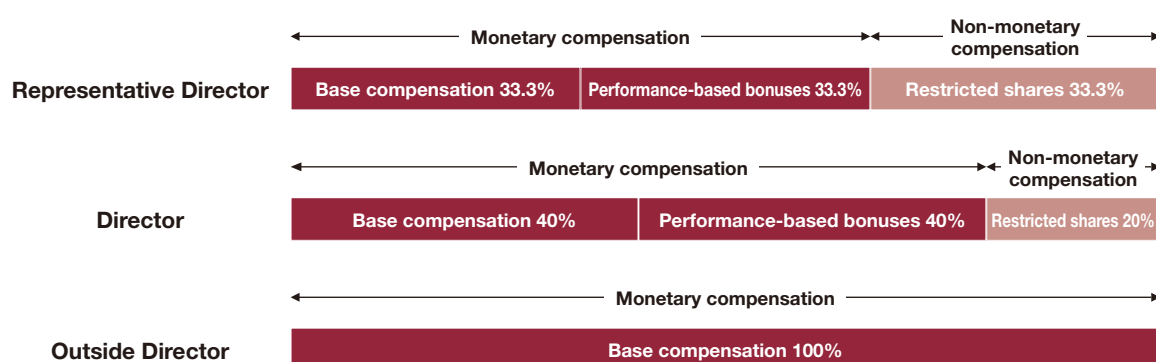 Monetary compensation
Non-monetary
compensation
Representative Director
Base compensation 33.3%
Performance-based bonuses 33.3%
Restricted shares 33.3%
Monetary compensation
Non-monetary
compensation
Director
Base compensation 40%
Performance-based bonuses 40%
Restricted shares 20%
Monetary compensation
Outside Director
Base compensation 100%